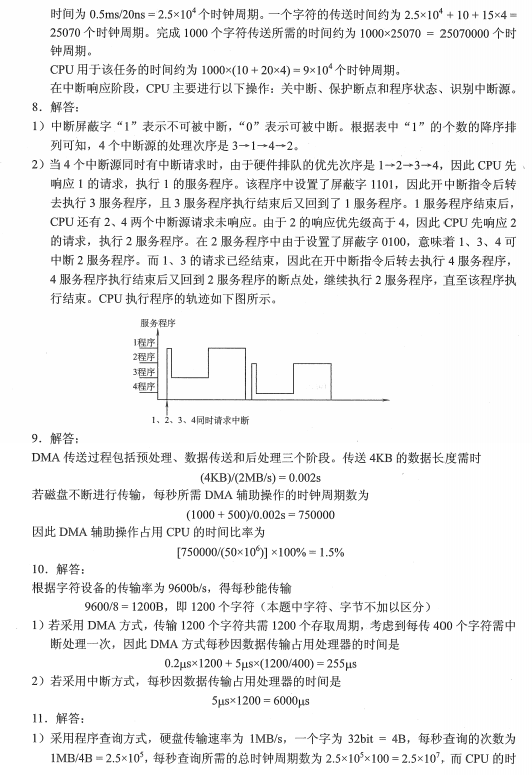 时间为 0.5ms/20ns = 2.5×10⁴ 个时钟周期。一个字符的传送时间约为 2.5×10⁴ + 10 + 15×4 =
25070 个时钟周期。完成 1000 个字符传送所需的时间约为 1000×25070 = 25070000 个时
钟周期。
CPU 用于该任务的时间约为 1000×(10 + 20×4) = 9×10⁴ 个时钟周期。
在中断响应阶段，CPU 主要进行以下操作：关中断、保护断点和程序状态、识别中断源。
8．解答：
1）中断屏蔽字“1”表示不可被中断，“0”表示可被中断。根据表中“1”的个数的降序排
列可知，4 个中断源的处理次序是 3→1→4→2。
2）当 4 个中断源同时有中断请求时，由于硬件排队的优先次序是 1→2→3→4，因此 CPU 先
响应 1 的请求，执行 1 的服务程序。该程序中设置了屏蔽字 1101，因此开中断指令后转
去执行 3 服务程序，且 3 服务程序执行结束后又回到了 1 服务程序。1 服务程序结束后，
CPU 还有 2、4 两个中断源请求未响应。由于 2 的响应优先级高于 4，因此 CPU 先响应 2
的请求，执行 2 服务程序。在 2 服务程序中由于设置了屏蔽字 0100，意味着 1、3、4 可
中断 2 服务程序。而 1、3 的请求已经结束，因此在开中断指令后转去执行 4 服务程序，
4 服务程序执行结束后又回到 2 服务程序的断点处，继续执行 2 服务程序，直至该程序执
行结束。CPU 执行程序的轨迹如下图所示。
服务程序
1程序
2程序
3程序
4程序
1、2、3、4同时请求中断
9．解答：
DMA 传送过程包括预处理、数据传送和后处理三个阶段。传送 4KB 的数据长度需时
(4KB)/(2MB/s) = 0.002s
若磁盘不断进行传输，每秒所需 DMA 辅助操作的时钟周期数为
(1000 + 500)/0.002s = 750000
因此 DMA 辅助操作占用 CPU 的时间比率为
[750000/(50×10⁶)] ×100% = 1.5%
10．解答：
根据字符设备的传输率为 9600b/s，得每秒能传输
9600/8 = 1200B，即 1200 个字符（本题中字符、字节不加以区分）
1）若采用 DMA 方式，传输 1200 个字符共需 1200 个存取周期，考虑到每传 400 个字符需中
断处理一次，因此 DMA 方式每秒因数据传输占用处理器的时间是
0.2μs×1200 + 5μs×(1200/400) = 255μs
2）若采用中断方式，每秒因数据传输占用处理器的时间是
5μs×1200 = 6000μs
11．解答：
1）采用程序查询方式，硬盘传输速率为 1MB/s，一个字为 32bit = 4B，每秒查询的次数为
1MB/4B = 2.5×10⁵，每秒查询所需的总时钟周期数为 2.5×10⁵×100 = 2.5×10⁷，而 CPU 的时